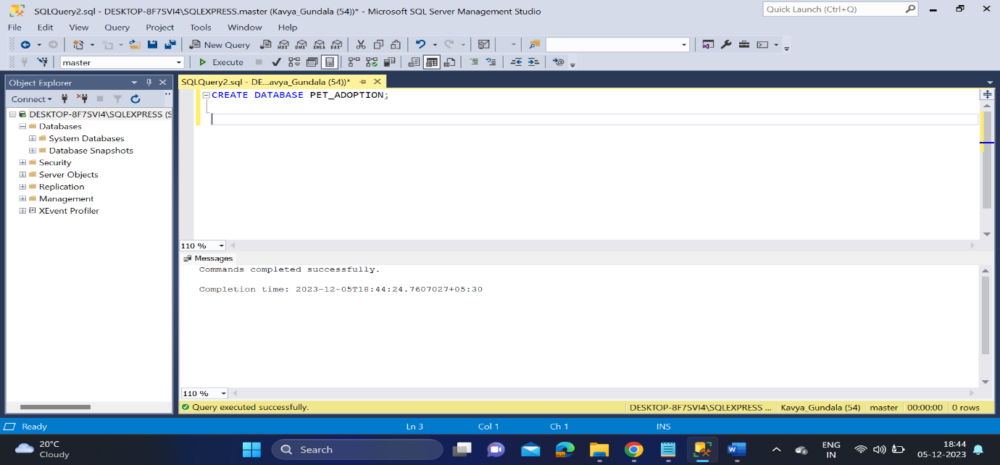 SQLQuery2.sql - DESKTOP-8F7SVI4\SQLEXPRESS.master (Kavya_Gundala (54))* - Microsoft SQL Server Management Studio
Quick Launch (Ctrl+Q)
File Edit View Query Project Tools Window Help
New Query MDX DMX XMLA DAX
master Execute
Object Explorer
SQLQuery2.sql - DE...avya_Gundala (54))*
Connect
DESKTOP-8F7SVI4\SQLEXPRESS (S
Databases
System Databases
Database Snapshots
Security
Server Objects
Replication
Management
XEvent Profiler
CREATE DATABASE PET_ADOPTION;
110 %
Messages
Commands completed successfully.
Completion time: 2023-12-05T18:44:24.7607027+05:30
110 %
Query executed successfully.
DESKTOP-8F7SVI4\SQLEXPRESS ... Kavya_Gundala (54) master 00:00:00 0 rows
Ready Ln 3 Col 1 Ch 1 INS
20°C
Cloudy
Search
ENG
IN
18:44
05-12-2023